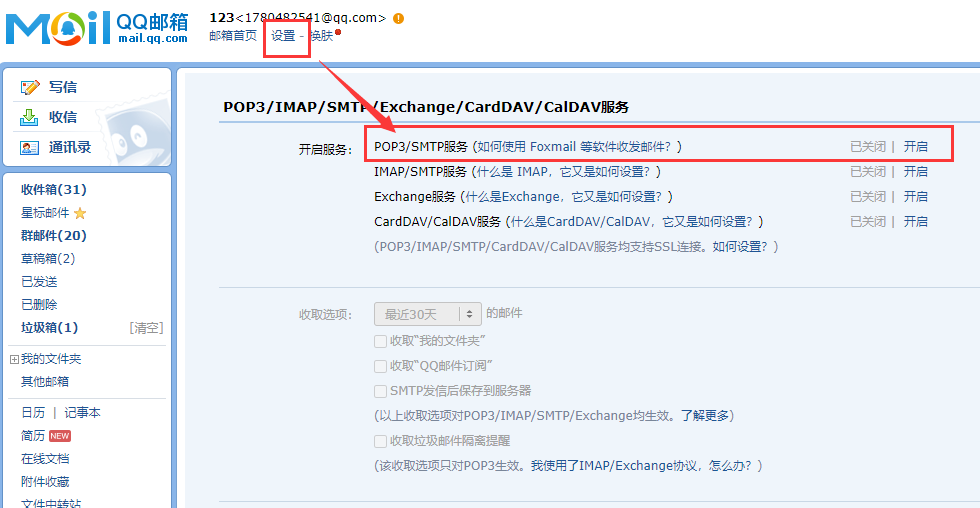 Mail QQ邮箱 mail.qq.com
123<1780482541@qq.com>
邮箱首页 设置 - 换肤
写信
收信
通讯录
收件箱(31)
星标邮件
群邮件(20)
草稿箱(2)
已发送
已删除
垃圾箱(1) [清空]
我的文件夹
其他邮箱
日历 | 记事本
简历 NEW
在线文档
附件收藏
文件中转站
POP3/IMAP/SMTP/Exchange/CardDAV/CalDAV服务
开启服务: POP3/SMTP服务 (如何使用 Foxmail 等软件收发邮件? ) 已关闭 | 开启
IMAP/SMTP服务 (什么是 IMAP，它又是如何设置? ) 已关闭 | 开启
Exchange服务 (什么是Exchange，它又是如何设置? ) 已关闭 | 开启
CardDAV/CalDAV服务 (什么是CardDAV/CalDAV，它又是如何设置? ) 已关闭 | 开启
(POP3/IMAP/SMTP/CardDAV/CalDAV服务均支持SSL连接。如何设置? )
收取选项: 最近30天 的邮件
收取“我的文件夹”
收取“QQ邮件订阅”
SMTP发信后保存到服务器
(以上收取选项对POP3/IMAP/SMTP/Exchange均生效。了解更多)
收取垃圾邮件隔离提醒
(该收取选项只对POP3生效。我使用了IMAP/Exchange协议，怎么办? )